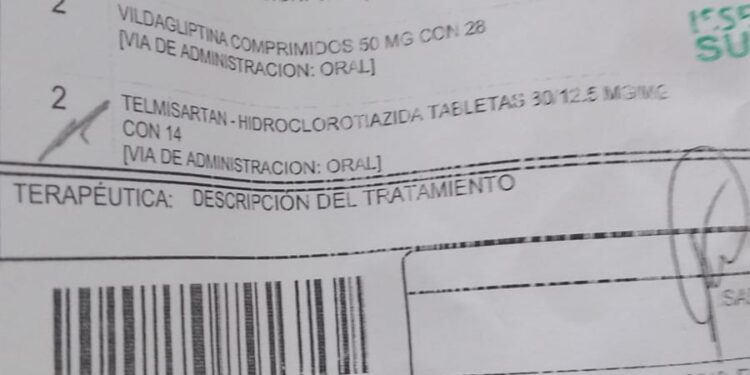 2
VILDAGLIPTINA COMPRIMIDOS 50 MG CON 28
[VIA DE ADMINISTRACION: ORAL]
2
TELMISARTAN - HIDROCLOROTIAZIDA TABLETAS 30/12.5 MG/MG
CON 14
[VIA DE ADMINISTRACION: ORAL]
TERAPÉUTICA: DESCRIPCIÓN DEL TRATAMIENTO